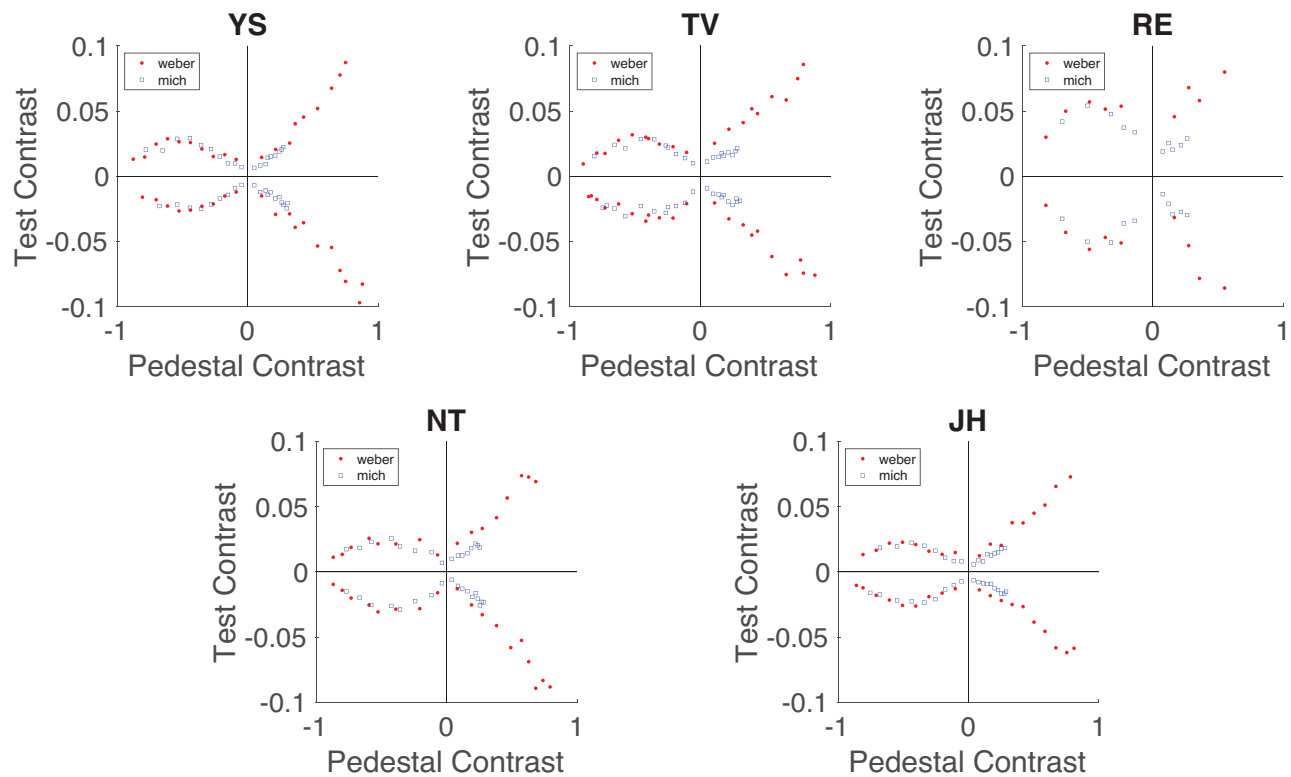 YS
0.1
weber
mich
0.05
0
-0.05
-0.1
-1
0
1
Test Contrast
Pedestal Contrast
TV
0.1
weber
mich
0.05
0
-0.05
-0.1
-1
0
1
Test Contrast
Pedestal Contrast
RE
0.1
weber
mich
0.05
0
-0.05
-0.1
-1
0
1
Test Contrast
Pedestal Contrast
NT
0.1
weber
mich
0.05
0
-0.05
-0.1
-1
0
1
Test Contrast
Pedestal Contrast
JH
0.1
weber
mich
0.05
0
-0.05
-0.1
-1
0
1
Test Contrast
Pedestal Contrast